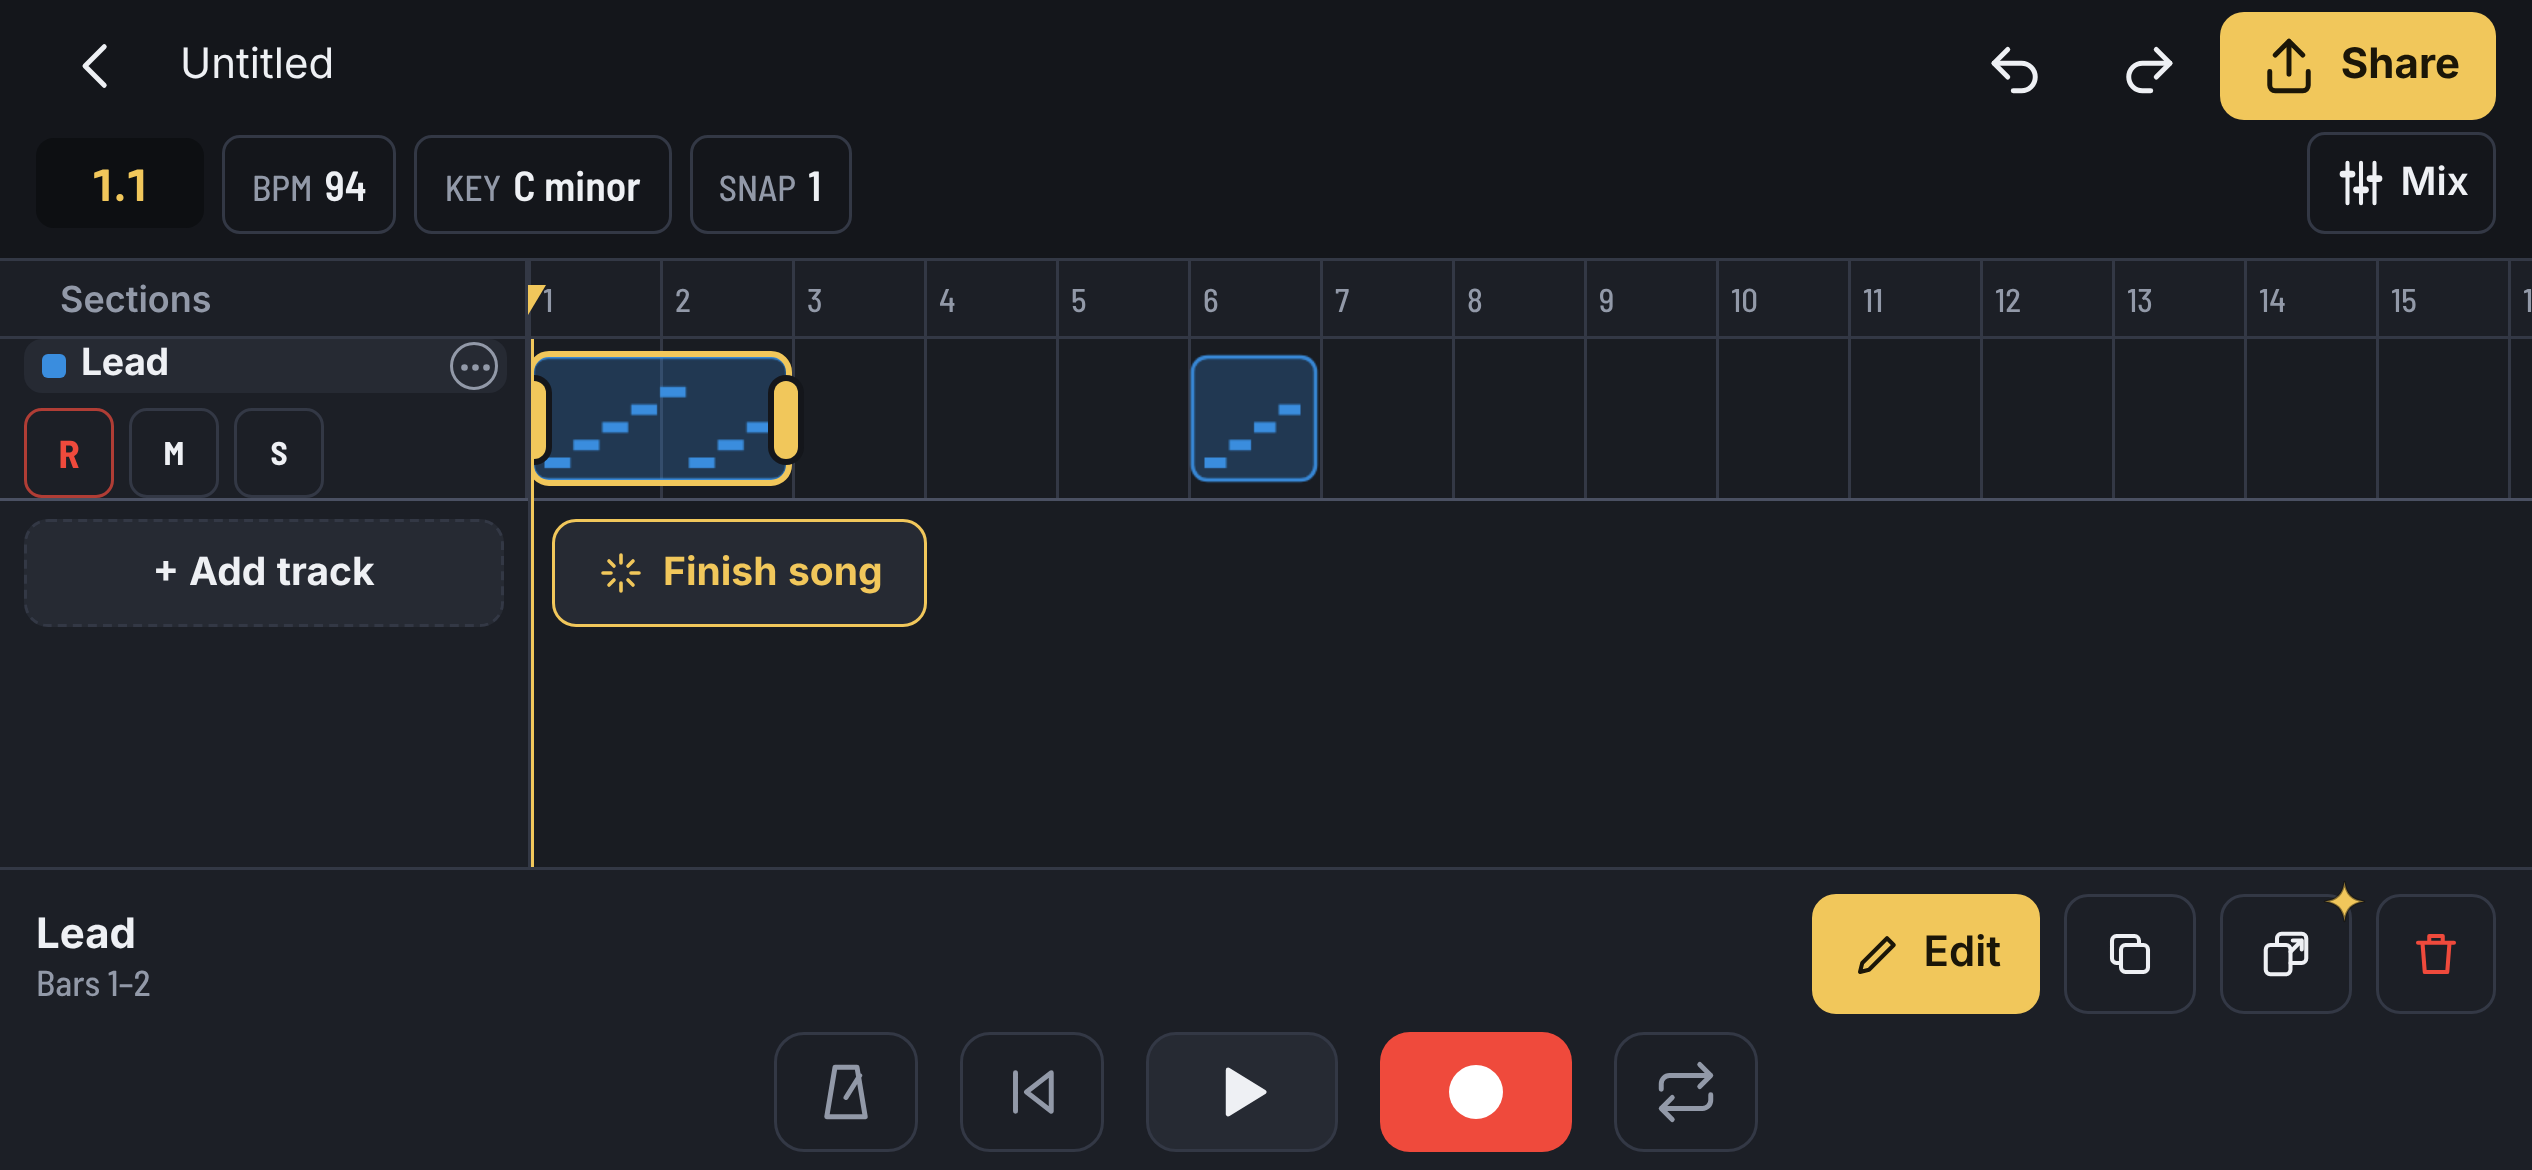 Untitled
Share
1.1
BPM 94
KEY C minor
SNAP 1
Mix
Sections
1 2 3 4 5 6 7 8 9 10 11 12 13 14 15
Lead
R M S
+ Add track
Finish song
Lead
Edit
Bars 1–2